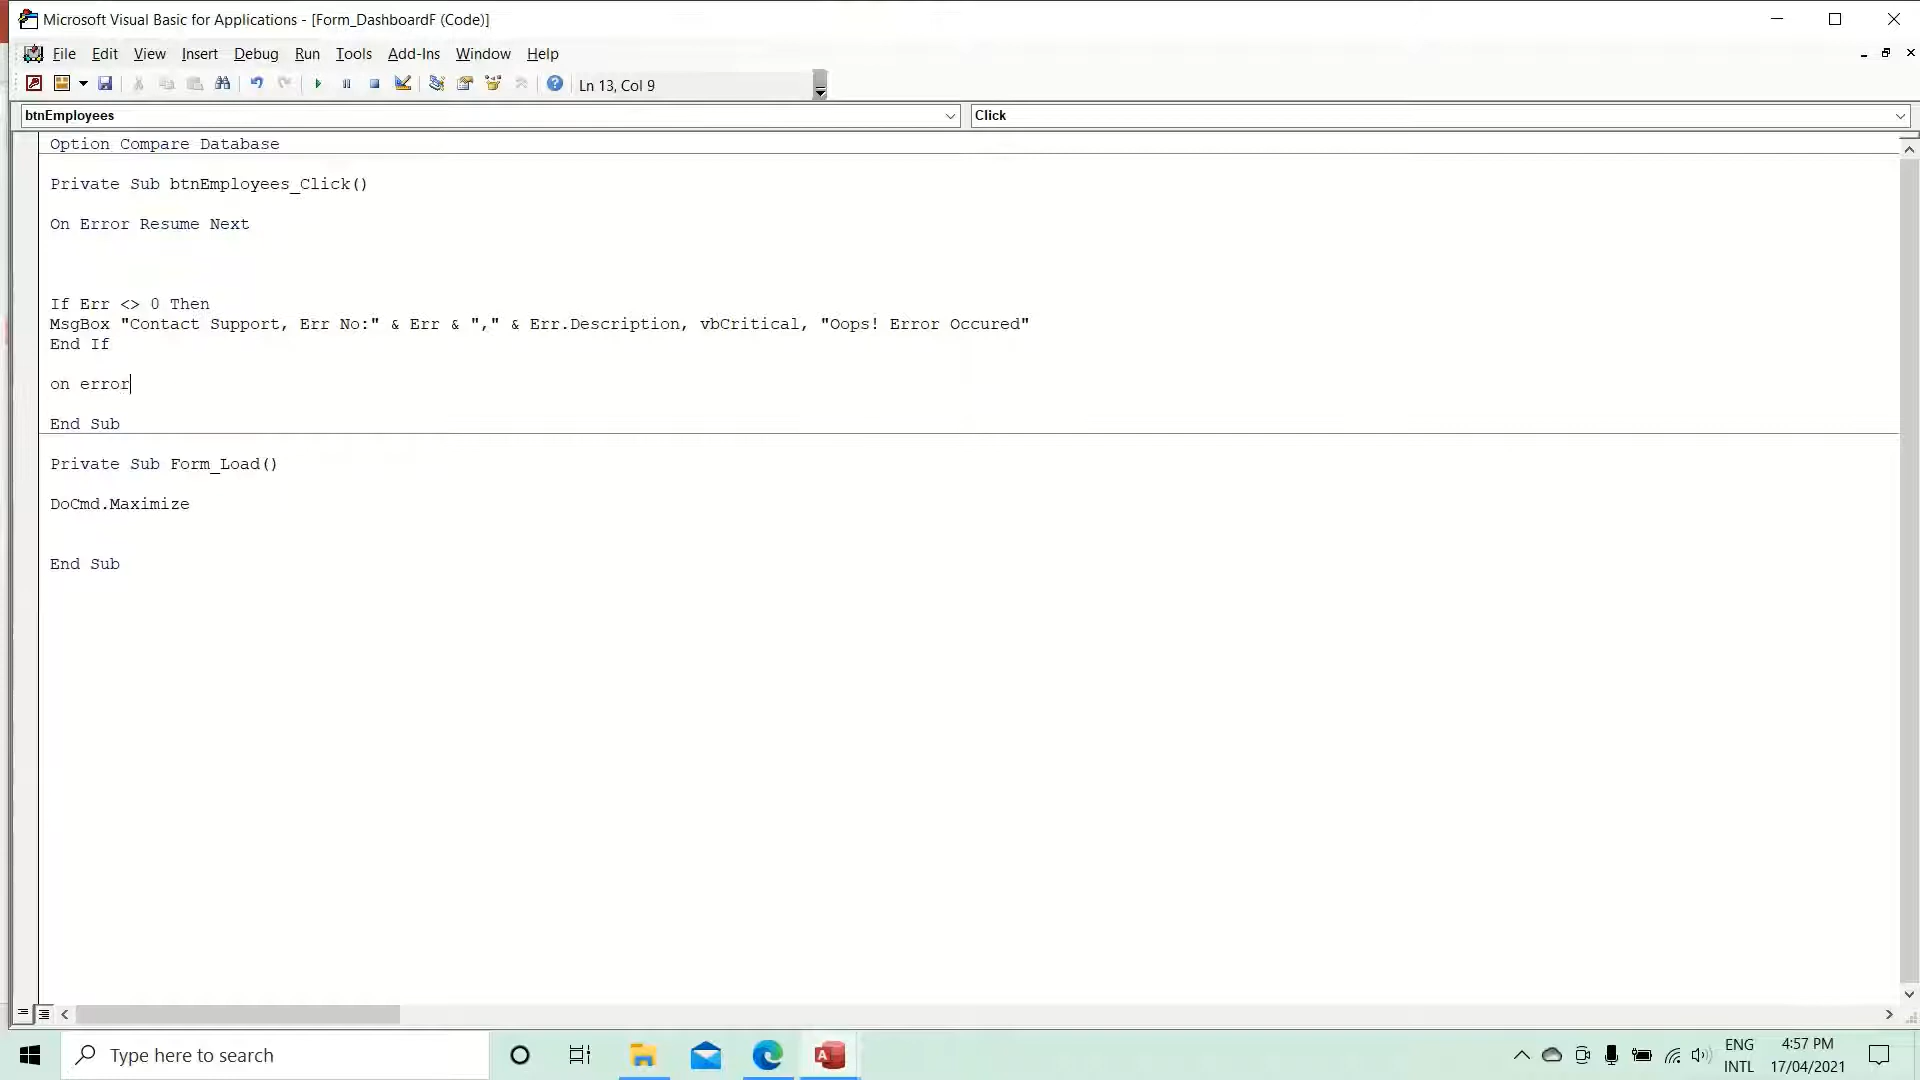 Microsoft Visual Basic for Applications - [Form_DashboardF (Code)]
File Edit View Insert Debug Run Tools Add-Ins Window Help
Ln 13, Col 9
btnEmployees Click
Option Compare Database
Private Sub btnEmployees_Click()
On Error Resume Next
If Err <> 0 Then
MsgBox "Contact Support, Err No:" & Err & "," & Err.Description, vbCritical, "Oops! Error Occured"
End If
on error
End Sub
Private Sub Form_Load()
DoCmd.Maximize
End Sub
Type here to search
ENG
INTL
4:57 PM
17/04/2021